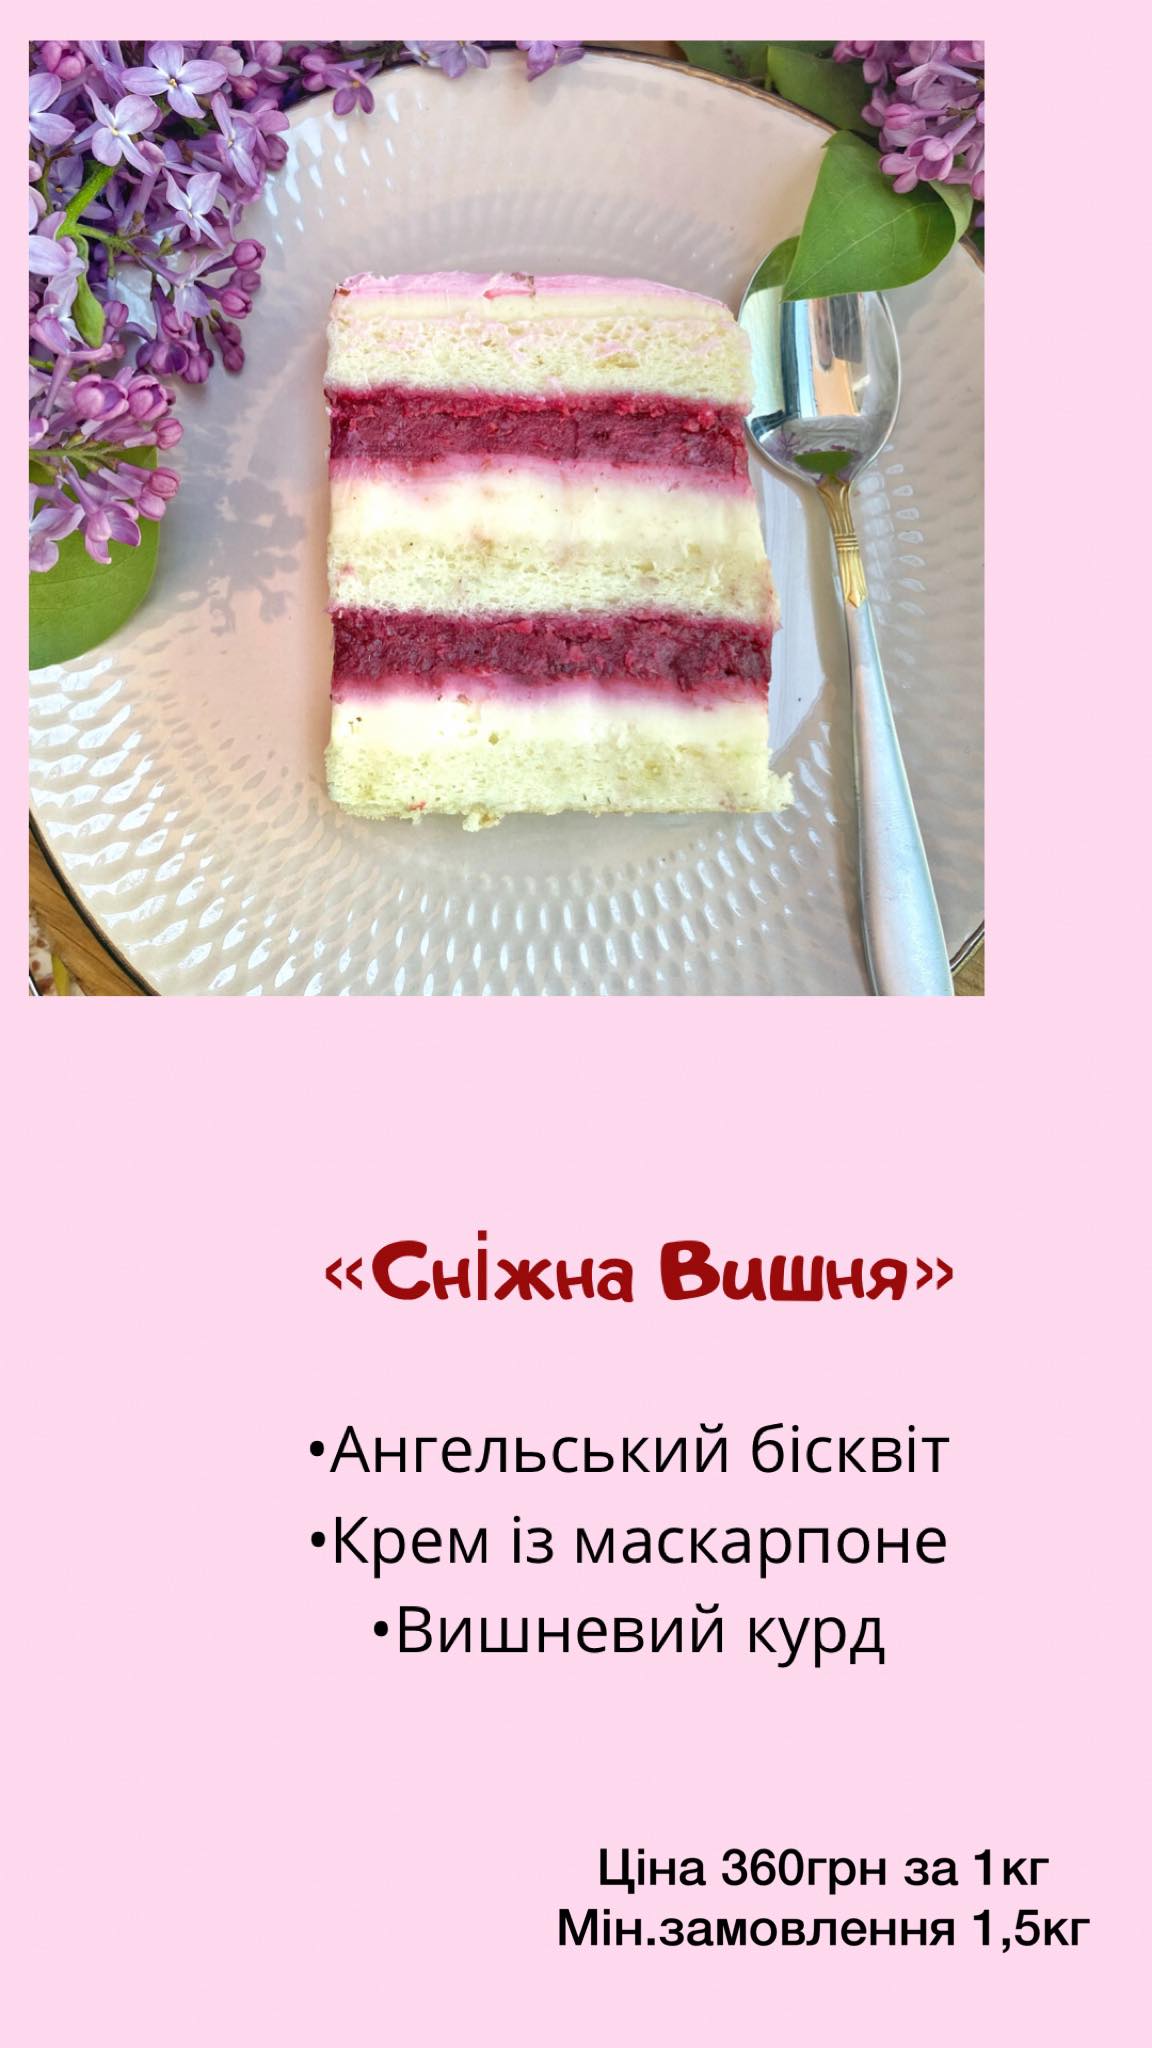 «Сніжна Вишня»
•Ангельський бісквіт
•Крем із маскарпоне
•Вишневий курд
Ціна 360грн за 1кг
Мін.замовлення 1,5кг